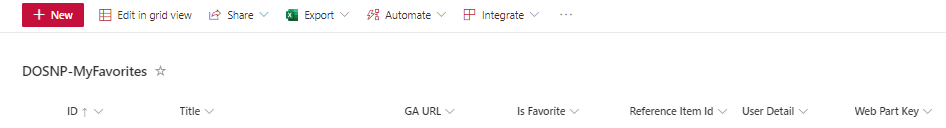 + New Edit in grid view Share Export Automate Integrate ...
DOSNP-MyFavorites
ID Title GA URL Is Favorite Reference Item Id User Detail Web Part Key